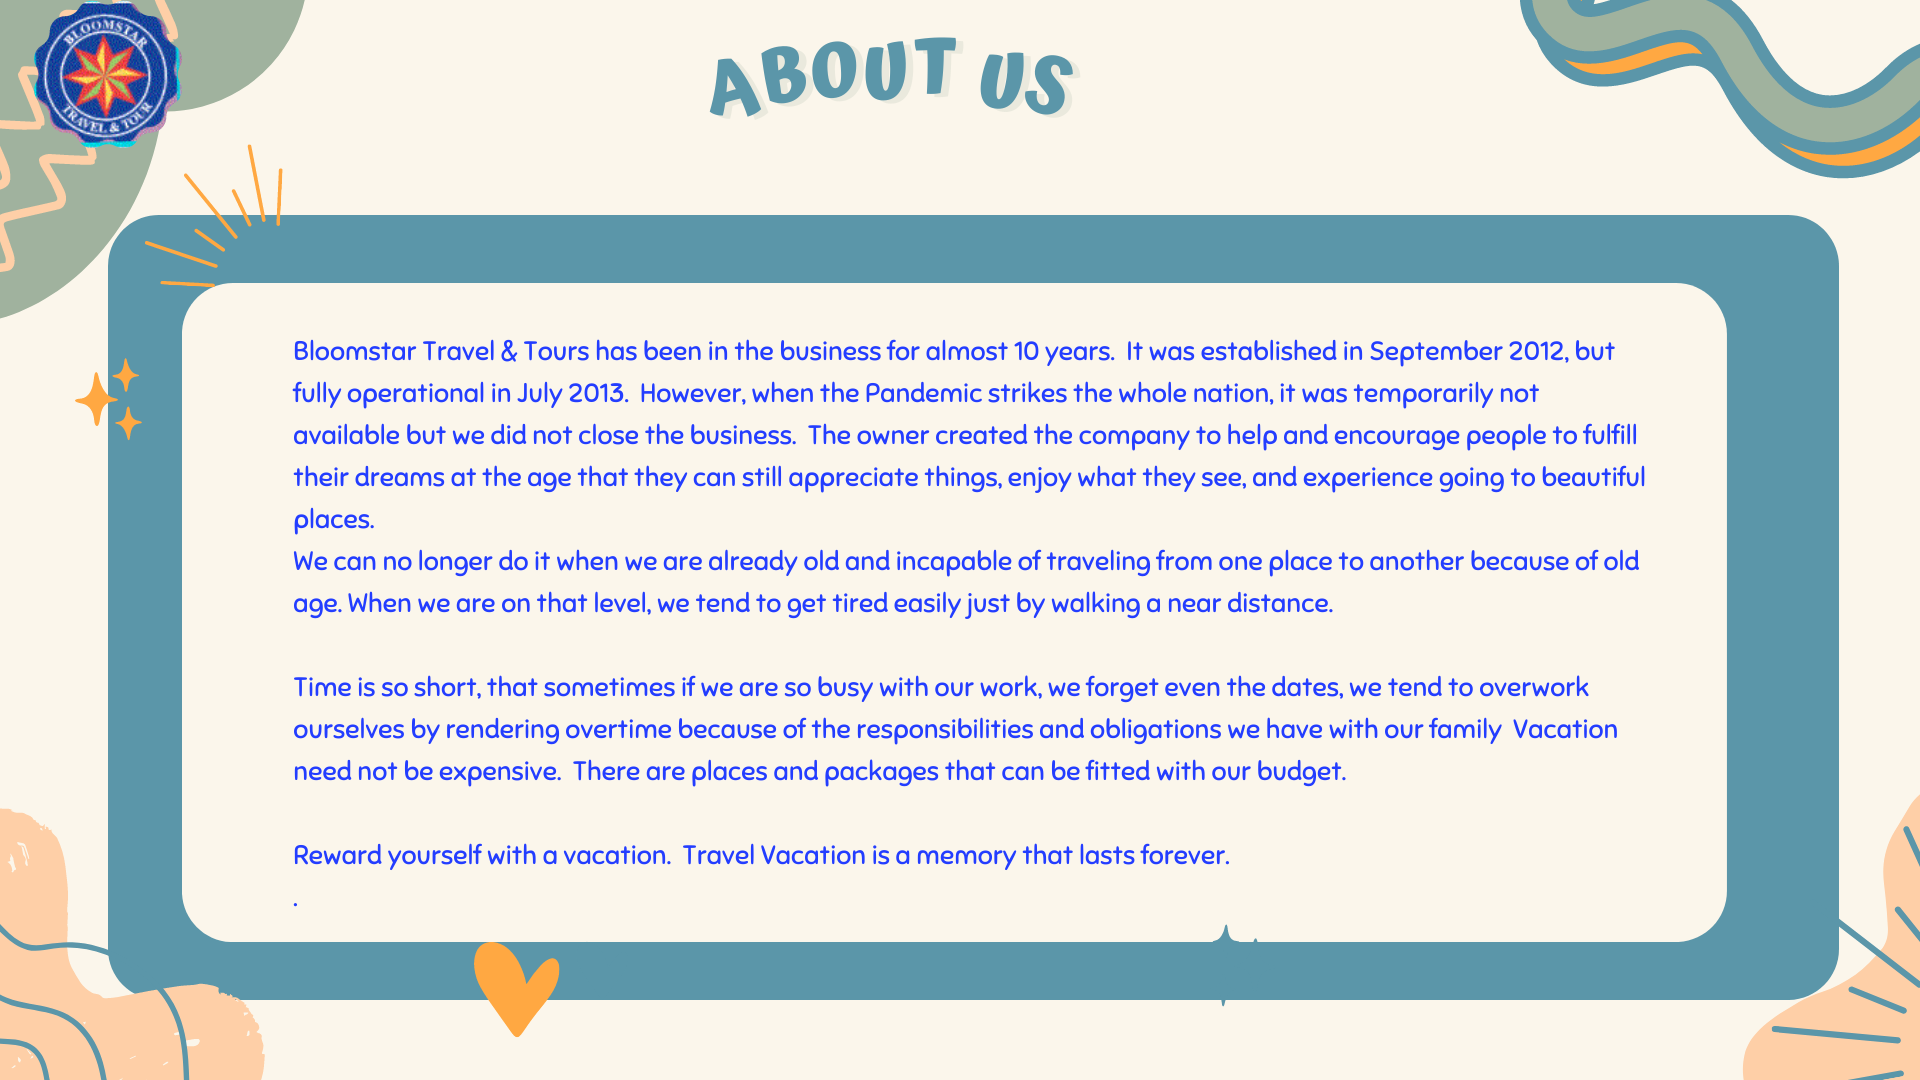 BLOOMSTAR
TRAVEL & TOUR
ABOUT US
Bloomstar Travel & Tours has been in the business for almost 10 years.  It was established in September 2012, but
fully operational in July 2013.  However, when the Pandemic strikes the whole nation, it was temporarily not
available but we did not close the business.  The owner created the company to help and encourage people to fulfill
their dreams at the age that they can still appreciate things, enjoy what they see, and experience going to beautiful
places.
We can no longer do it when we are already old and incapable of traveling from one place to another because of old
age. When we are on that level, we tend to get tired easily just by walking a near distance.
Time is so short, that sometimes if we are so busy with our work, we forget even the dates, we tend to overwork
ourselves by rendering overtime because of the responsibilities and obligations we have with our family  Vacation
need not be expensive.  There are places and packages that can be fitted with our budget.
Reward yourself with a vacation.  Travel Vacation is a memory that lasts forever.
.